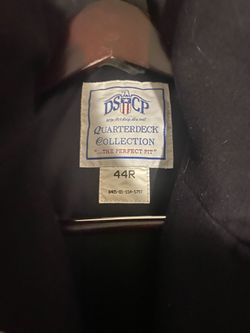 DSCP
QUARTERDECK
COLLECTION
"...THE PERFECT FIT"
44R